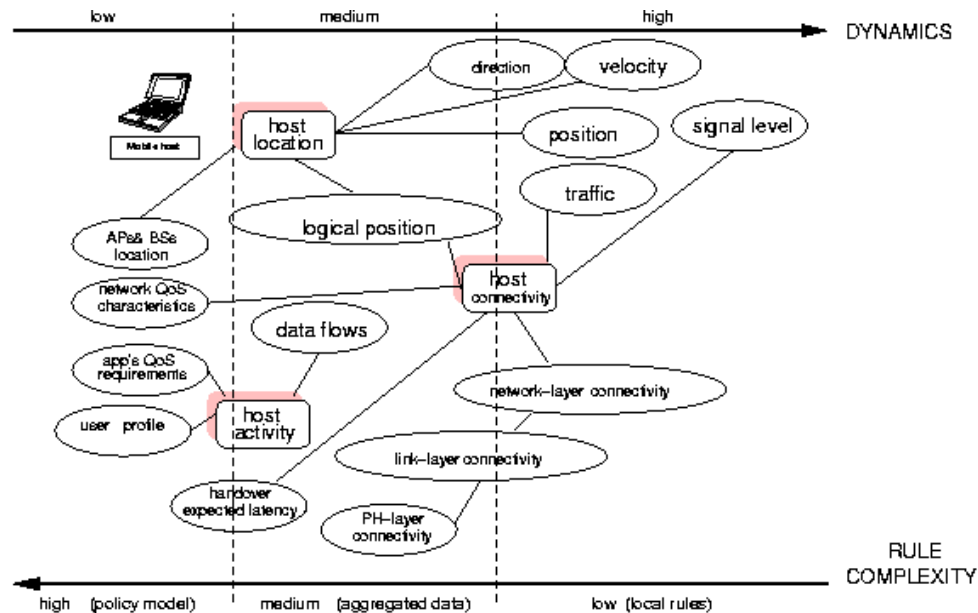 low medium high
DYNAMICS
direction
velocity
host
location
position
signal level
Mobile host
traffic
logical position
APs& BSs
location
host
connectivity
network QoS
characteristics
data flows
app's QoS
requirements
network-layer connectivity
user profile
host
activity
link-layer connectivity
handover
expected latency
PH-layer
connectivity
RULE
COMPLEXITY
high (policy model) medium (aggregated data) low (local rules)